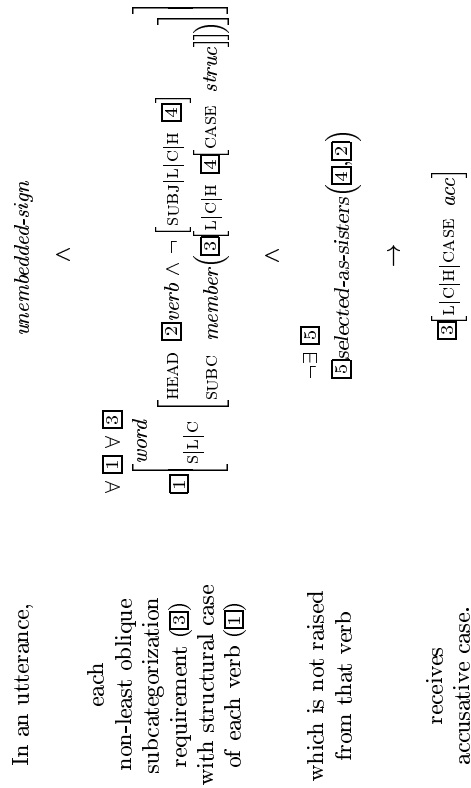 In an utterance, unembedded-sign
∧
each
∀ 1 ∀ 3
non-least oblique
word
subcategorization
HEAD 2 verb ∧ ¬ [SUBJ|L|C|H 4]
requirement (3)
1 [S|L|C
with structural case
SUBC member(3[L|C|H 4[CASE struc]])
of each verb (1)
∧
which is not raised ¬∃ 5
from that verb 5 selected-as-sisters(4,2)
→
receives
3[L|C|H|CASE acc]
accusative case.